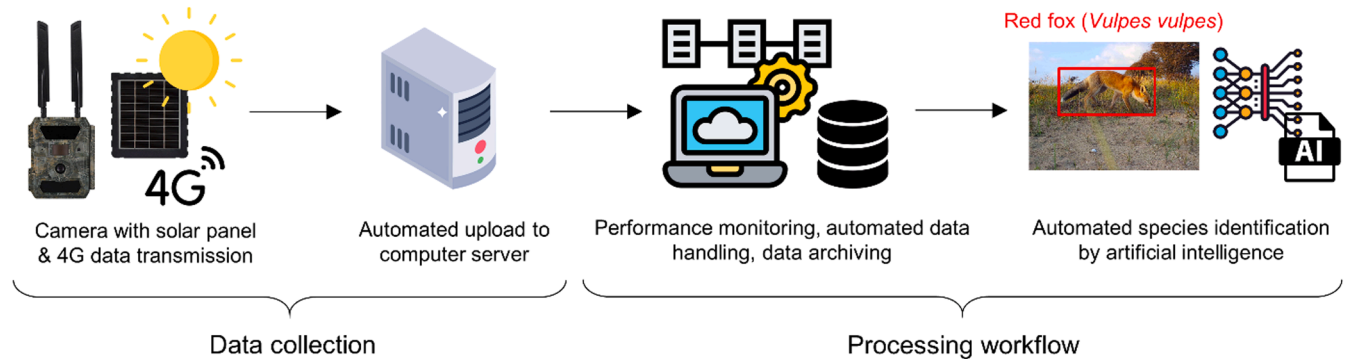 Red fox (Vulpes vulpes)
4G
AI
Camera with solar panel
& 4G data transmission
Automated upload to
computer server
Performance monitoring, automated data
handling, data archiving
Automated species identification
by artificial intelligence
Data collection
Processing workflow